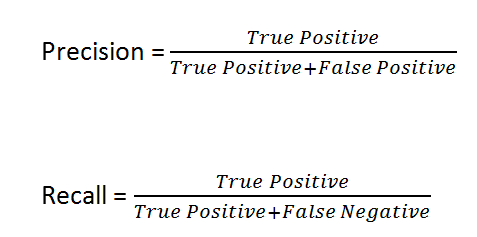 Precision = True Positive / True Positive+False Positive
Recall = True Positive / True Positive+False Negative